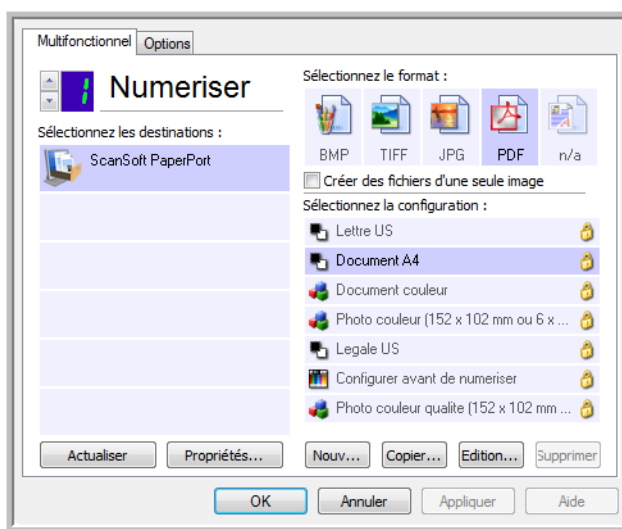 Multifonctionnel Options
1 Numeriser
Sélectionnez les destinations :
ScanSoft PaperPort
Actualiser Propriétés...
Sélectionnez le format :
BMP TIFF JPG PDF n/a
Créer des fichiers d'une seule image
Sélectionnez la configuration :
Lettre US
Document A4
Document couleur
Photo couleur (152 x 102 mm ou 6 x ...
Legale US
Configurer avant de numeriser
Photo couleur qualite (152 x 102 mm ...
Nouv... Copier... Edition... Supprimer
OK Annuler Appliquer Aide